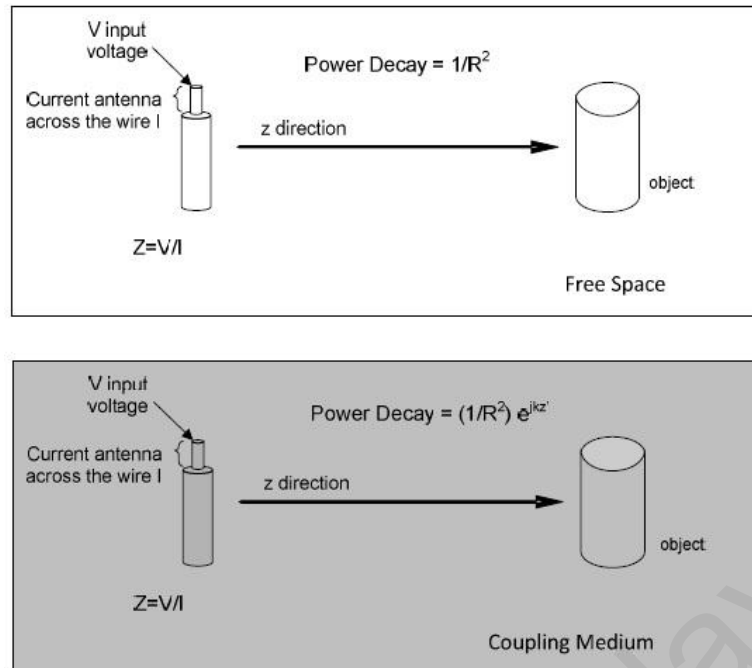 V input
voltage
Power Decay = 1/R²
Current antenna
across the wire I
z direction
object
Z=V/I
Free Space
V input
voltage
Power Decay = (1/R²) e^jkz'
Current antenna
across the wire I
z direction
object
Z=V/I
Coupling Medium